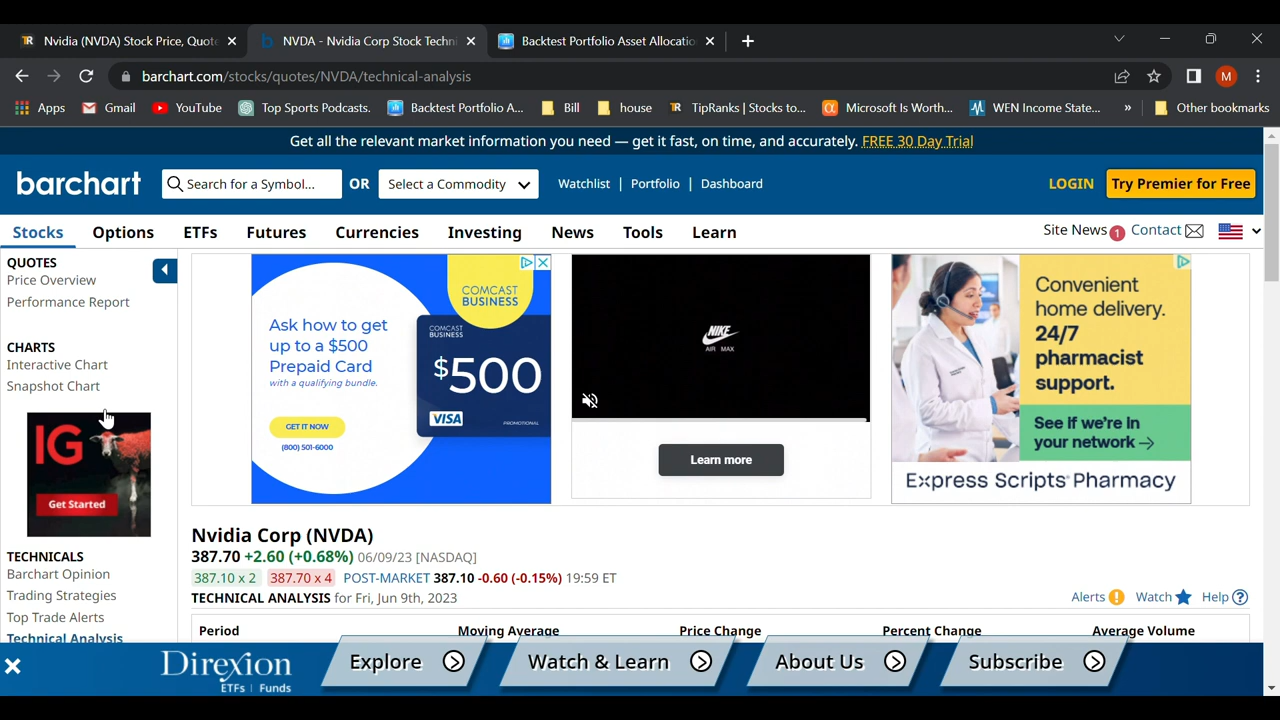 Nvidia (NVDA) Stock Price, Quote
NVDA - Nvidia Corp Stock Techni
Backtest Portfolio Asset Allocatio
barchart.com/stocks/quotes/NVDA/technical-analysis
M
Apps
Gmail
YouTube
Top Sports Podcasts.
Backtest Portfolio A...
Bill
house
TipRanks | Stocks to...
Microsoft Is Worth...
WEN Income State...
»
Other bookmarks
Get all the relevant market information you need — get it fast, on time, and accurately. FREE 30 Day Trial
barchart
Search for a Symbol...
OR
Select a Commodity
Watchlist | Portfolio | Dashboard
LOGIN
Try Premier for Free
Stocks
Options
ETFs
Futures
Currencies
Investing
News
Tools
Learn
Site News 1
Contact
QUOTES
Price Overview
Performance Report
CHARTS
Interactive Chart
Snapshot Chart
IG
Get Started
TECHNICALS
Barchart Opinion
Trading Strategies
Top Trade Alerts
Technical Analysis
COMCAST
BUSINESS
Ask how to get
up to a $500
Prepaid Card
with a qualifying bundle.
GET IT NOW
(800) 501-6000
COMCAST
BUSINESS
$500
VISA
PROMOTIONAL
NIKE
AIR MAX
Learn more
Convenient
home delivery.
24/7
pharmacist
support.
See if we're in
your network
Express Scripts Pharmacy
Nvidia Corp (NVDA)
387.70 +2.60 (+0.68%) 06/09/23 [NASDAQ]
387.10 x 2 387.70 x 4 POST-MARKET 387.10 -0.60 (-0.15%) 19:59 ET
TECHNICAL ANALYSIS for Fri, Jun 9th, 2023
Alerts
Watch
Help
Period
Moving Average
Price Change
Percent Change
Average Volume
Direxion
ETFs | Funds
Explore
Watch & Learn
About Us
Subscribe